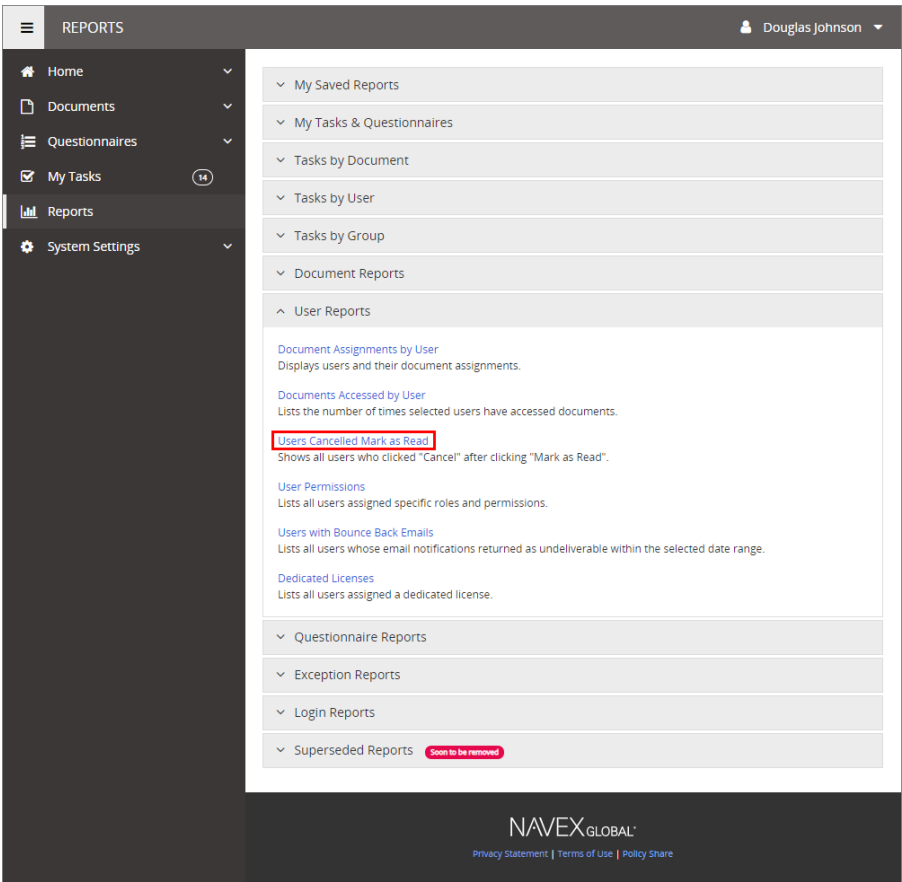 REPORTS
Douglas Johnson
Home
Documents
Questionnaires
My Tasks 14
Reports
System Settings
My Saved Reports
My Tasks & Questionnaires
Tasks by Document
Tasks by User
Tasks by Group
Document Reports
User Reports
Document Assignments by User
Displays users and their document assignments.
Documents Accessed by User
Lists the number of times selected users have accessed documents.
Users Cancelled Mark as Read
Shows all users who clicked "Cancel" after clicking "Mark as Read".
User Permissions
Lists all users assigned specific roles and permissions.
Users with Bounce Back Emails
Lists all users whose email notifications returned as undeliverable within the selected date range.
Dedicated Licenses
Lists all users assigned a dedicated license.
Questionnaire Reports
Exception Reports
Login Reports
Superseded Reports Soon to be removed
NAVEX GLOBAL
Privacy Statement | Terms of Use | Policy Share